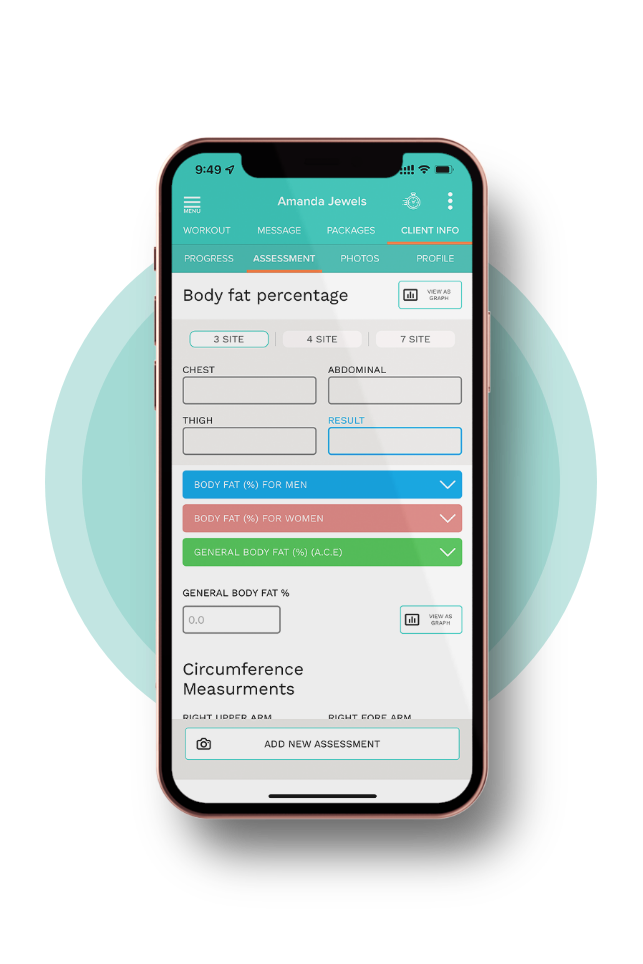 9:49
Amanda Jewels
MENU
WORKOUT MESSAGE PACKAGES CLIENT INFO
PROGRESS ASSESSMENT PHOTOS PROFILE
Body fat percentage
VIEW AS
GRAPH
3 SITE 4 SITE 7 SITE
CHEST ABDOMINAL
THIGH RESULT
BODY FAT (%) FOR MEN
BODY FAT (%) FOR WOMEN
GENERAL BODY FAT (%) (A.C.E)
GENERAL BODY FAT %
0.0
VIEW AS
GRAPH
Circumference
Measurments
RIGHT UPPER ARM RIGHT FORE ARM
ADD NEW ASSESSMENT